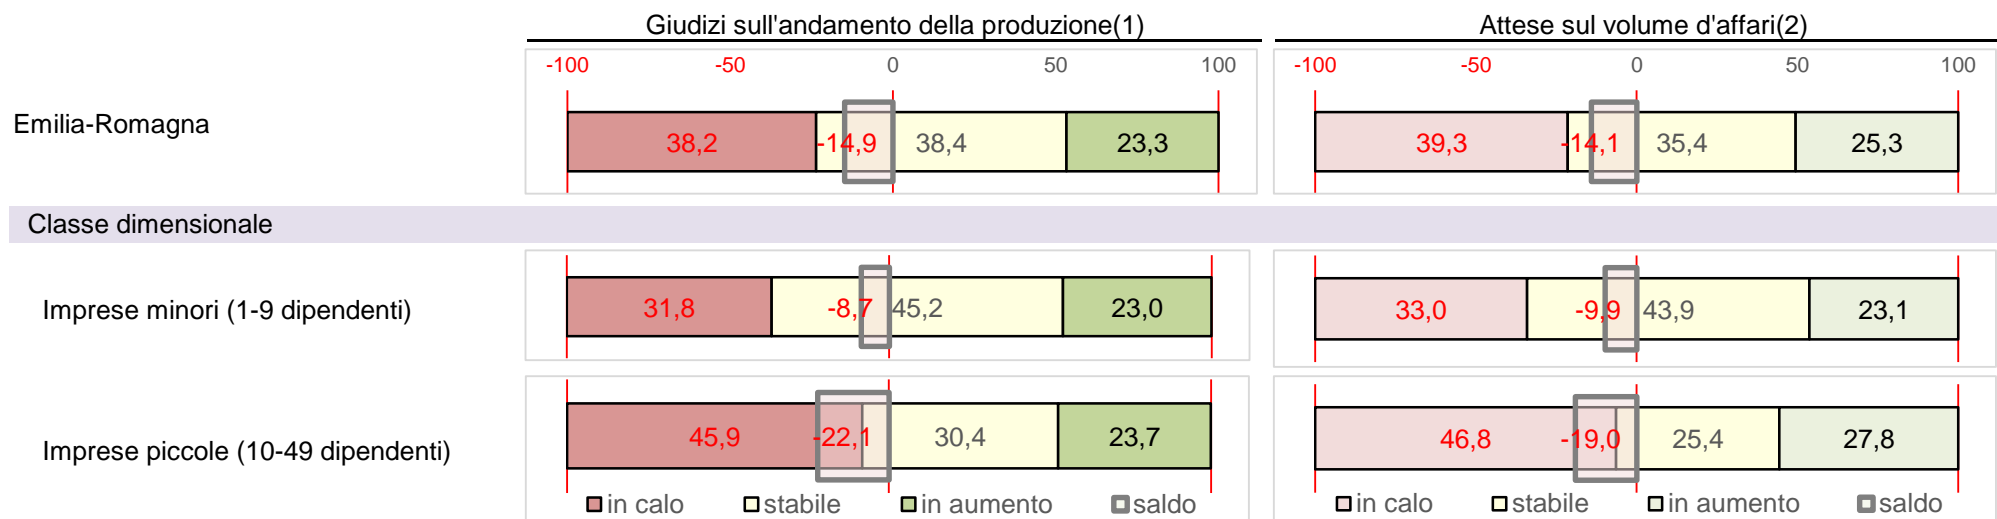 Giudizi sull'andamento della produzione(1) Attese sul volume d'affari(2)
-100 -50 0 50 100 -100 -50 0 50 100
Emilia-Romagna 38,2 -14,9 38,4 23,3 39,3 -14,1 35,4 25,3
Classe dimensionale
Imprese minori (1-9 dipendenti) 31,8 -8,7 45,2 23,0 33,0 -9,9 43,9 23,1
Imprese piccole (10-49 dipendenti) 45,9 -22,1 30,4 23,7 46,8 -19,0 25,4 27,8
in calo stabile in aumento saldo in calo stabile in aumento saldo